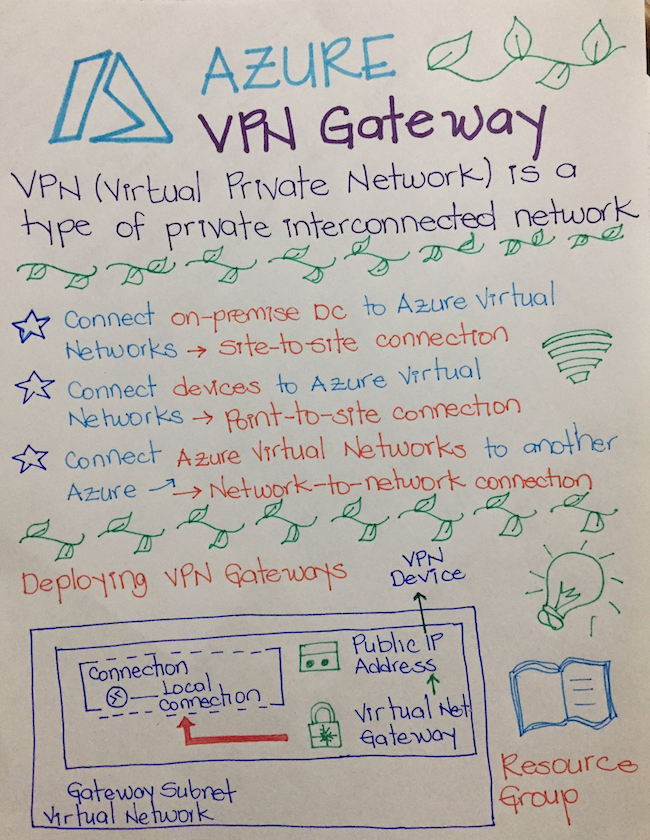 AZURE
VPN Gateway
VPN (Virtual Private Network) is a
type of private interconnected network
Connect on-premise DC to Azure Virtual
Networks → site-to-site connection
Connect devices to Azure Virtual
Networks → Point-to-site connection
Connect Azure Virtual Networks to another
Azure → Network-to-network connection
Deploying VPN Gateways
VPN
Device
Public IP
Address
Connection
Local
Connection
Virtual Net
Gateway
Gateway Subnet
Virtual Network
Resource
Group